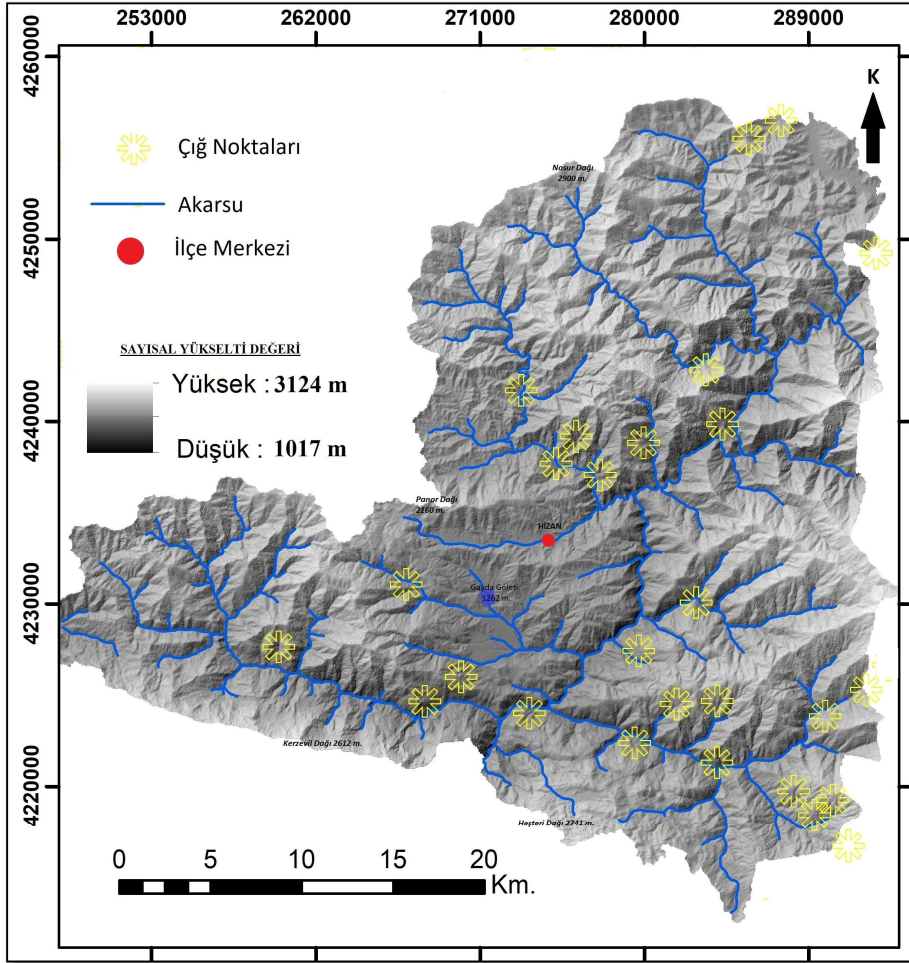 253000 262000 271000 280000 289000
4260000
4250000
4240000
4230000
4220000
K
Çığ Noktaları
Akarsu
İlçe Merkezi
SAYISAL YÜKSELTİ DEĞERİ
Yüksek : 3124 m
Düşük : 1017 m
Nasur Dağı
2900 m.
Panor Dağı
2160 m.
HİZAN
Gayda Göleti
1262 m.
Kerzevil Dağı 2612 m.
Heşteri Dağı 2741 m.
0 5 10 15 20
Km.